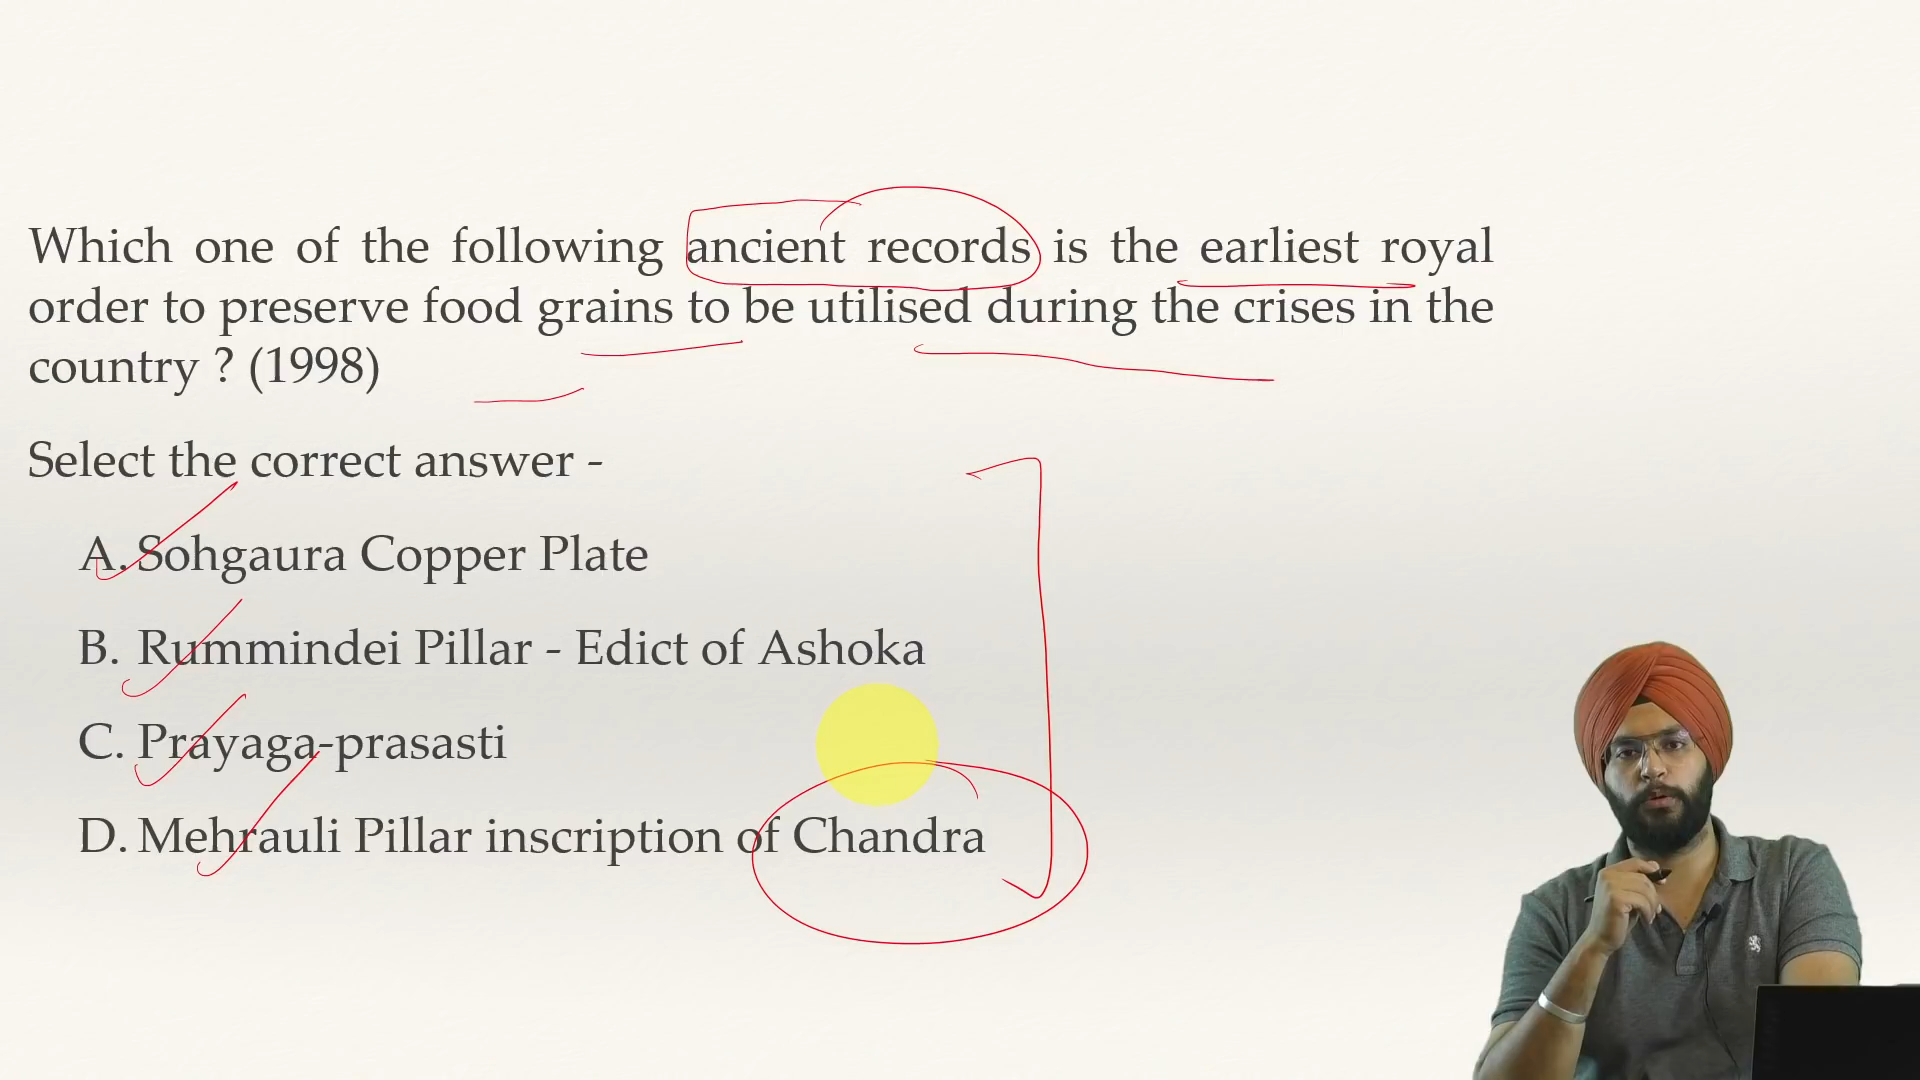 Which one of the following ancient records is the earliest royal
order to preserve food grains to be utilised during the crises in the
country ? (1998)
Select the correct answer -
A. Sohgaura Copper Plate
B. Rummindei Pillar - Edict of Ashoka
C. Prayaga-prasasti
D. Mehrauli Pillar inscription of Chandra